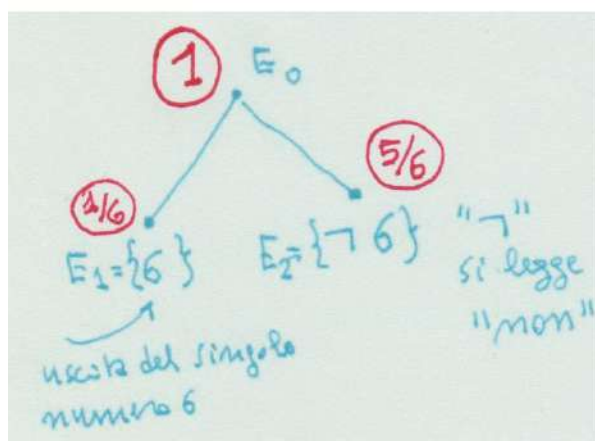 1 E₀
1/6 5/6
E₁={6} E₂={¬ 6} "¬"
si legge
"non"
uscita del singolo
numero 6